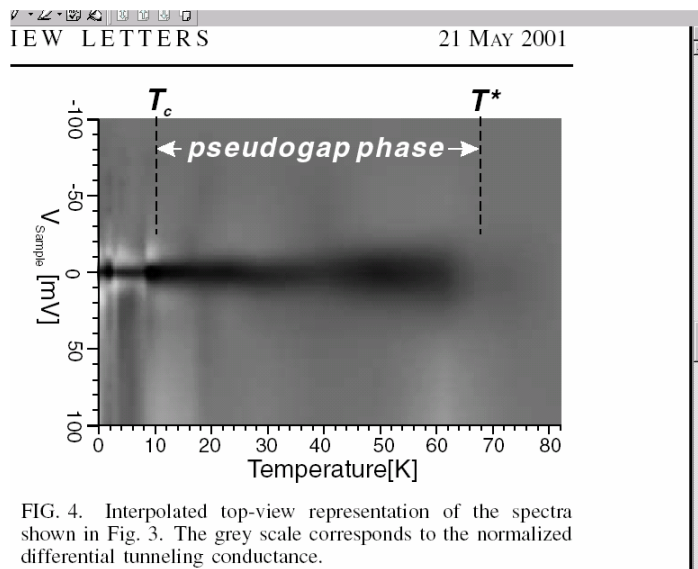 IEW LETTERS 21 MAY 2001
Tc T*
pseudogap phase
-100
-50
0
50
100
VSample [mV]
0 10 20 30 40 50 60 70 80
Temperature[K]
FIG. 4. Interpolated top-view representation of the spectra
shown in Fig. 3. The grey scale corresponds to the normalized
differential tunneling conductance.